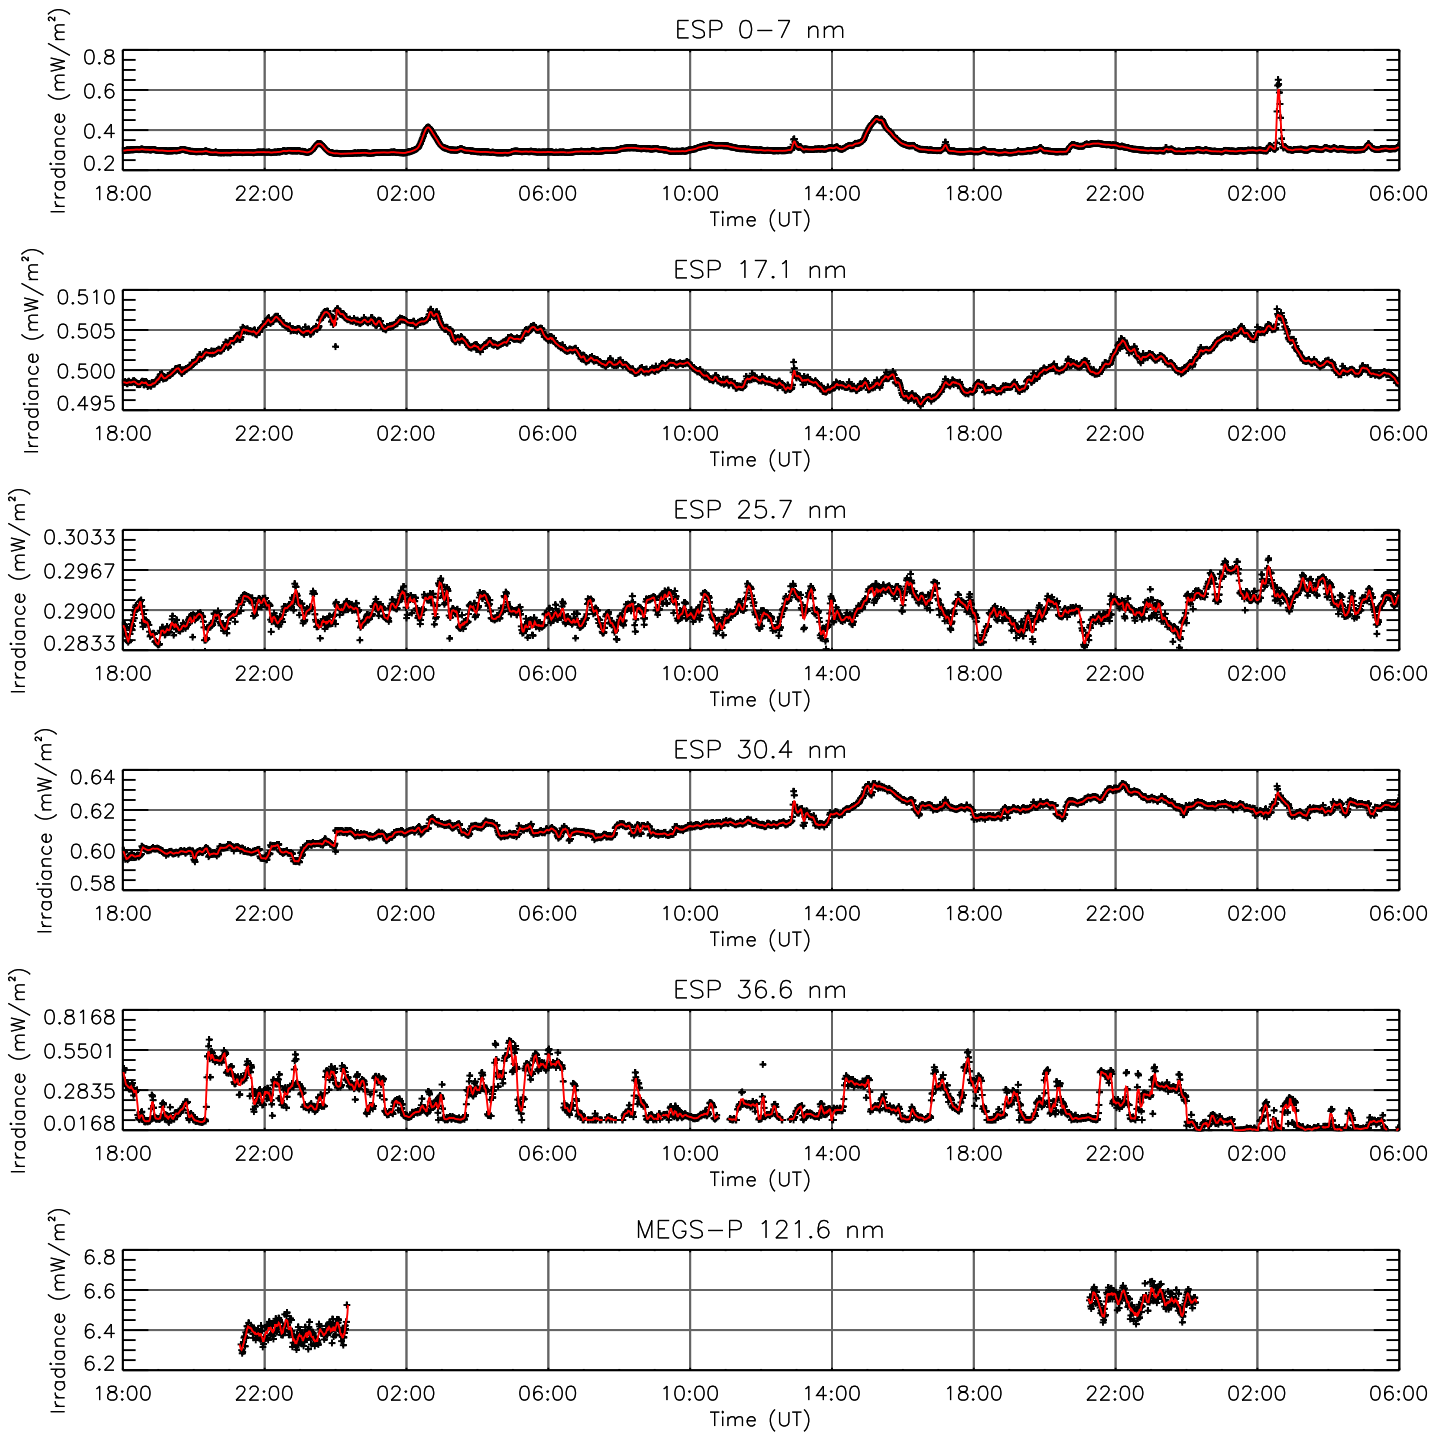 ESP 0-7 nm
Irradiance (mW/m²)
0.8
0.6
0.4
0.2
18:00 22:00 02:00 06:00 10:00 14:00 18:00 22:00 02:00 06:00
Time (UT)
ESP 17.1 nm
Irradiance (mW/m²)
0.510
0.505
0.500
0.495
18:00 22:00 02:00 06:00 10:00 14:00 18:00 22:00 02:00 06:00
Time (UT)
ESP 25.7 nm
Irradiance (mW/m²)
0.3033
0.2967
0.2900
0.2833
18:00 22:00 02:00 06:00 10:00 14:00 18:00 22:00 02:00 06:00
Time (UT)
ESP 30.4 nm
Irradiance (mW/m²)
0.64
0.62
0.60
0.58
18:00 22:00 02:00 06:00 10:00 14:00 18:00 22:00 02:00 06:00
Time (UT)
ESP 36.6 nm
Irradiance (mW/m²)
0.8168
0.5501
0.2835
0.0168
18:00 22:00 02:00 06:00 10:00 14:00 18:00 22:00 02:00 06:00
Time (UT)
MEGS-P 121.6 nm
Irradiance (mW/m²)
6.8
6.6
6.4
6.2
18:00 22:00 02:00 06:00 10:00 14:00 18:00 22:00 02:00 06:00
Time (UT)